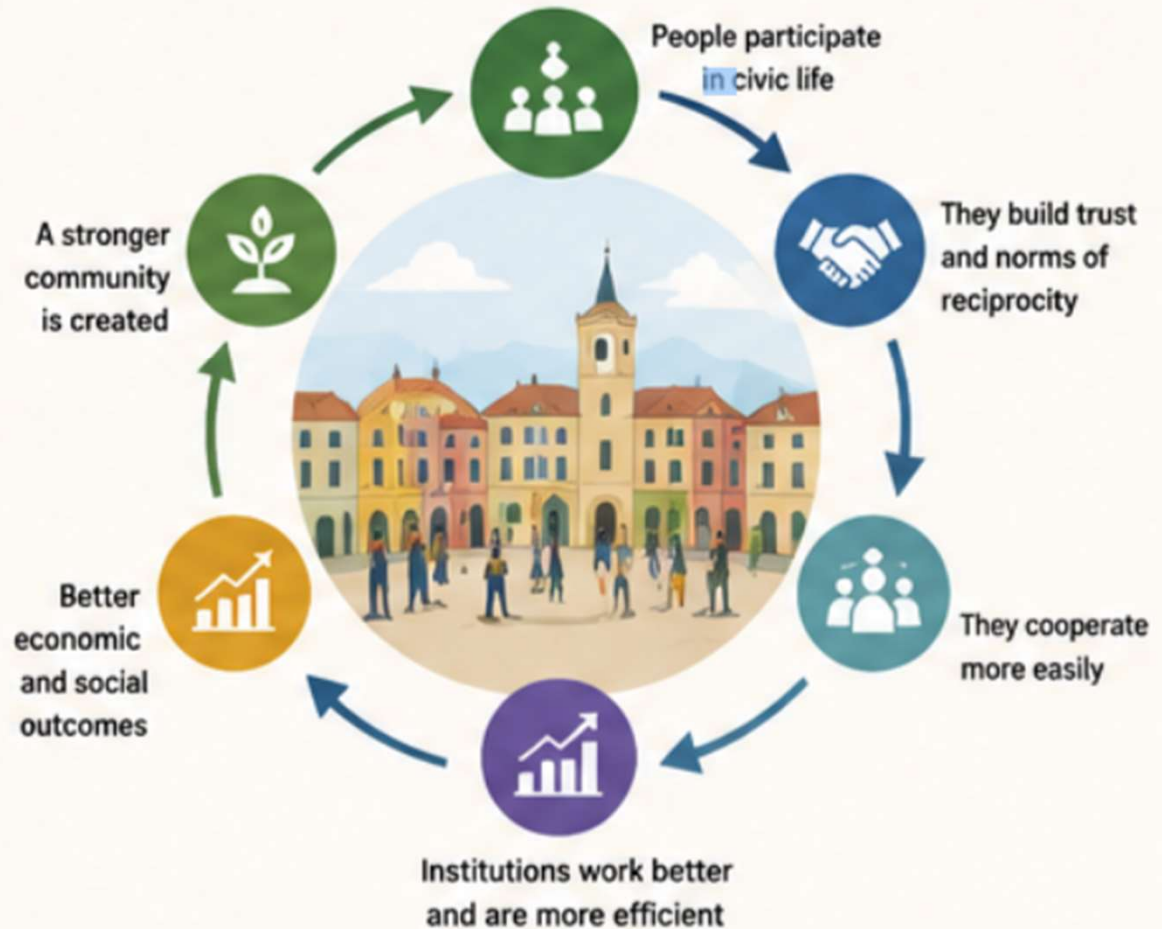 People participate
in civic life
They build trust
and norms of
reciprocity
They cooperate
more easily
Institutions work better
and are more efficient
Better
economic
and social
outcomes
A stronger
community
is created